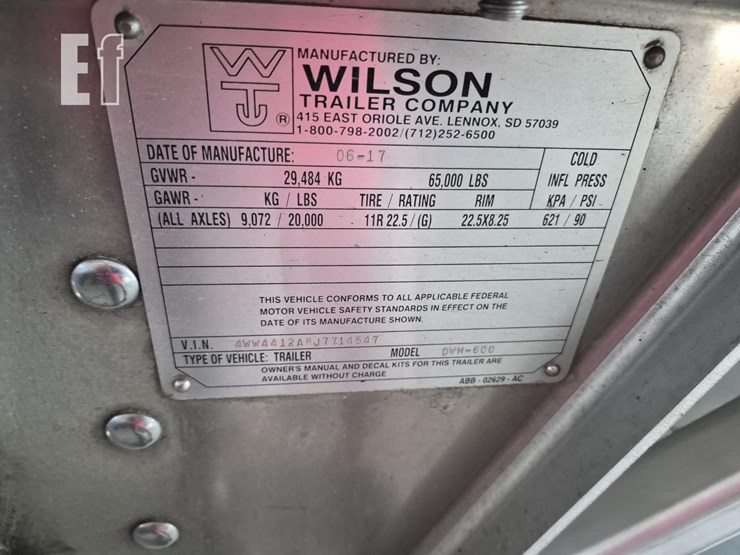 Ef
WT ®
MANUFACTURED BY:
WILSON
TRAILER COMPANY
415 EAST ORIOLE AVE. LENNOX, SD 57039
1-800-798-2002/(712)252-6500
DATE OF MANUFACTURE: 06-17 COLD
GVWR - 29,484 KG 65,000 LBS INFL PRESS
GAWR - KG / LBS TIRE / RATING RIM KPA / PSI
(ALL AXLES) 9,072 / 20,000 11R 22.5 /(G) 22.5X8.25 621 / 90
THIS VEHICLE CONFORMS TO ALL APPLICABLE FEDERAL
MOTOR VEHICLE SAFETY STANDARDS IN EFFECT ON THE
DATE OF ITS MANUFACTURE SHOWN.
V.I.N.
TYPE OF VEHICLE: TRAILER MODEL DWH-600
OWNER'S MANUAL AND DECAL KITS FOR THIS TRAILER ARE
AVAILABLE WITHOUT CHARGE ABB - 02629 - AC